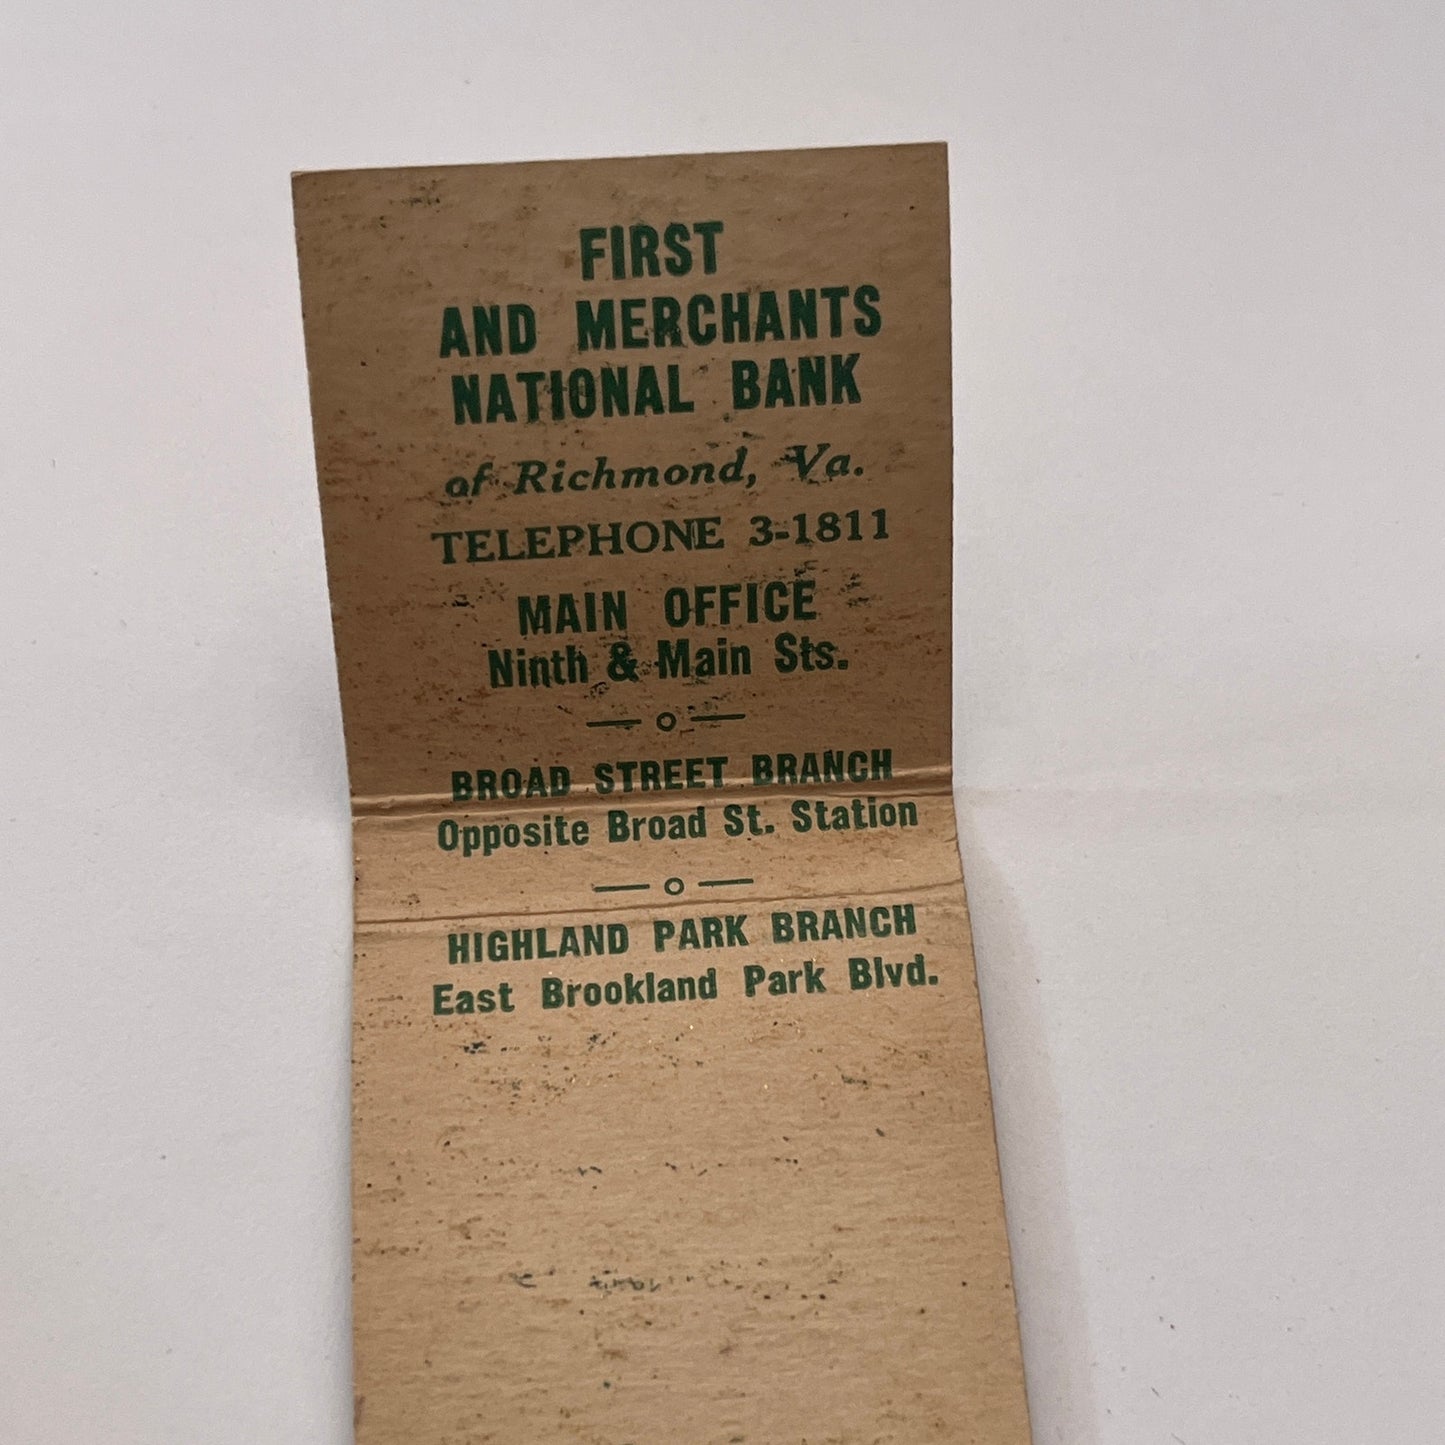 FIRST
AND MERCHANTS
NATIONAL BANK
of Richmond, Va.
TELEPHONE 3-1811
MAIN OFFICE
Ninth & Main Sts.
BROAD STREET BRANCH
Opposite Broad St. Station
HIGHLAND PARK BRANCH
East Brookland Park Blvd.